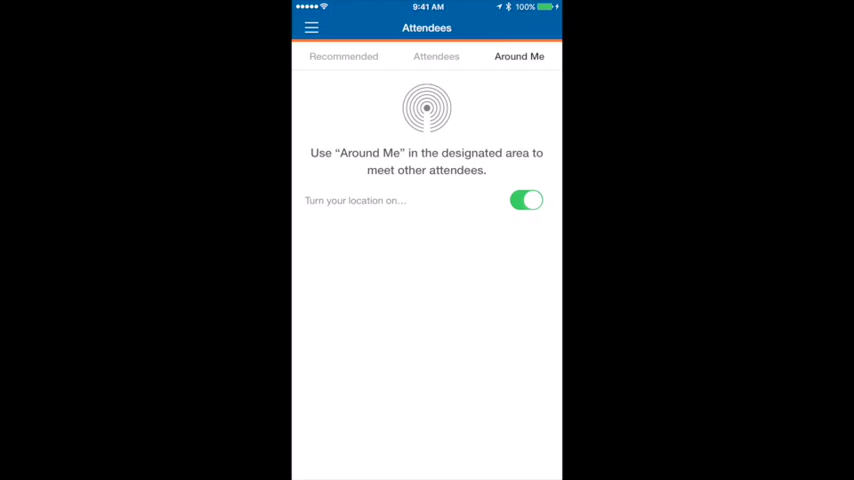 9:41 AM
100%
Attendees
Recommended Attendees Around Me
Use “Around Me” in the designated area to
meet other attendees.
Turn your location on...